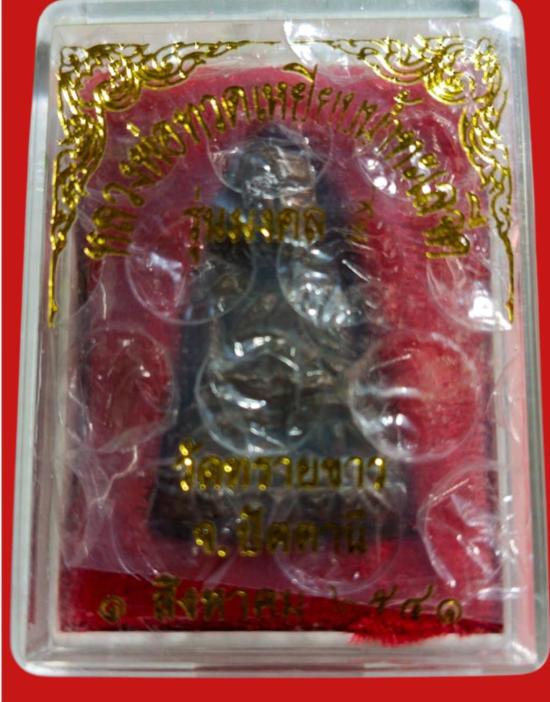 หลวงพ่อทวดเหยียบน้ำทะเลจืด
รุ่นมงคล
วัดทรายขาว
จ.ปัตตานี
๑ สิงหาคม ๒๕๔๑